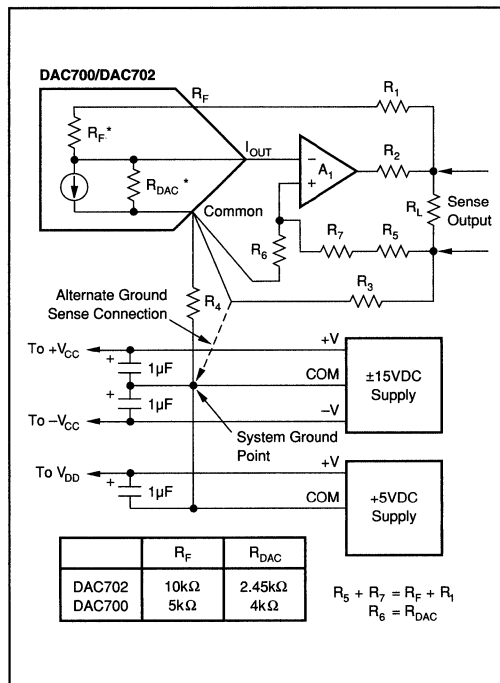 DAC700/DAC702
R_F
R_1
R_F*
I_OUT
R_2
A_1
−
+
R_DAC*
R_L
Sense
Output
Common
R_6
R_7
R_5
R_4
R_3
Alternate Ground
Sense Connection
To +V_CC
+V
+
1µF
COM
±15VDC
Supply
+
1µF
To –V_CC
–V
System Ground
Point
To V_DD
+V
+
1µF
COM
+5VDC
Supply
R_F R_DAC
DAC702 10kΩ 2.45kΩ
DAC700 5kΩ 4kΩ
R_5 + R_7 = R_F + R_1
R_6 = R_DAC